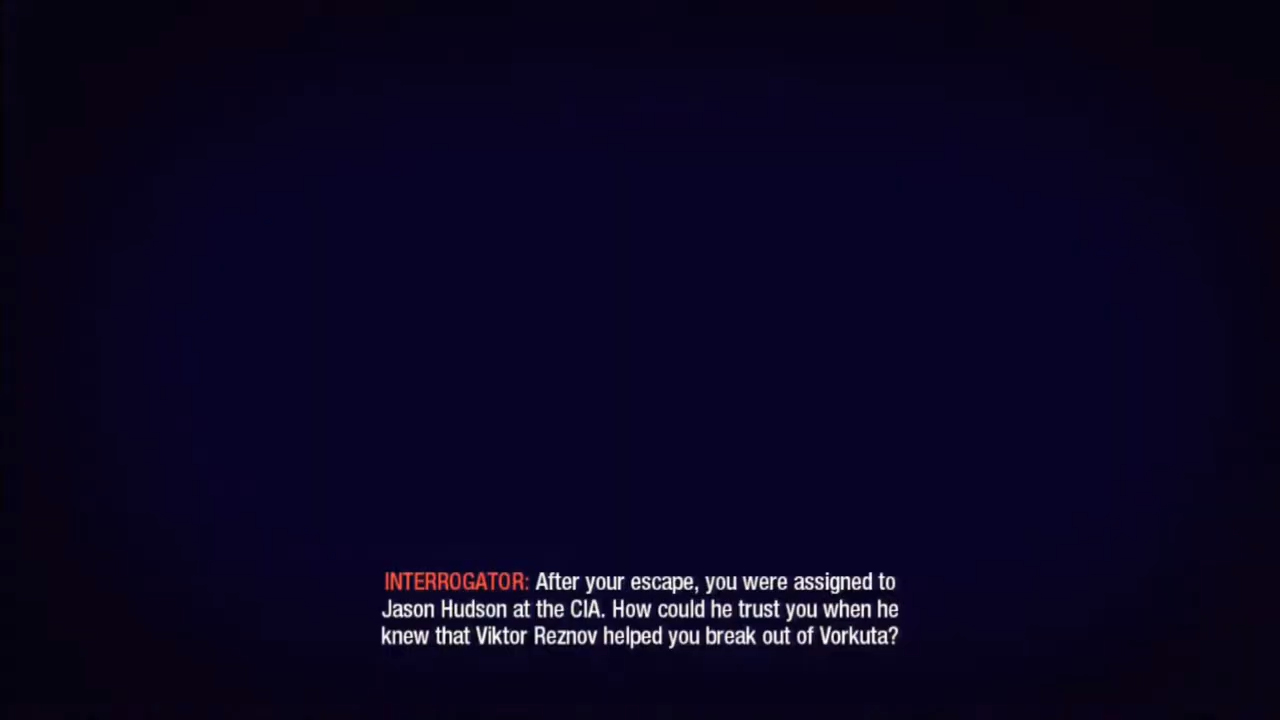 INTERROGATOR: After your escape, you were assigned to
Jason Hudson at the CIA. How could he trust you when he
knew that Viktor Reznov helped you break out of Vorkuta?